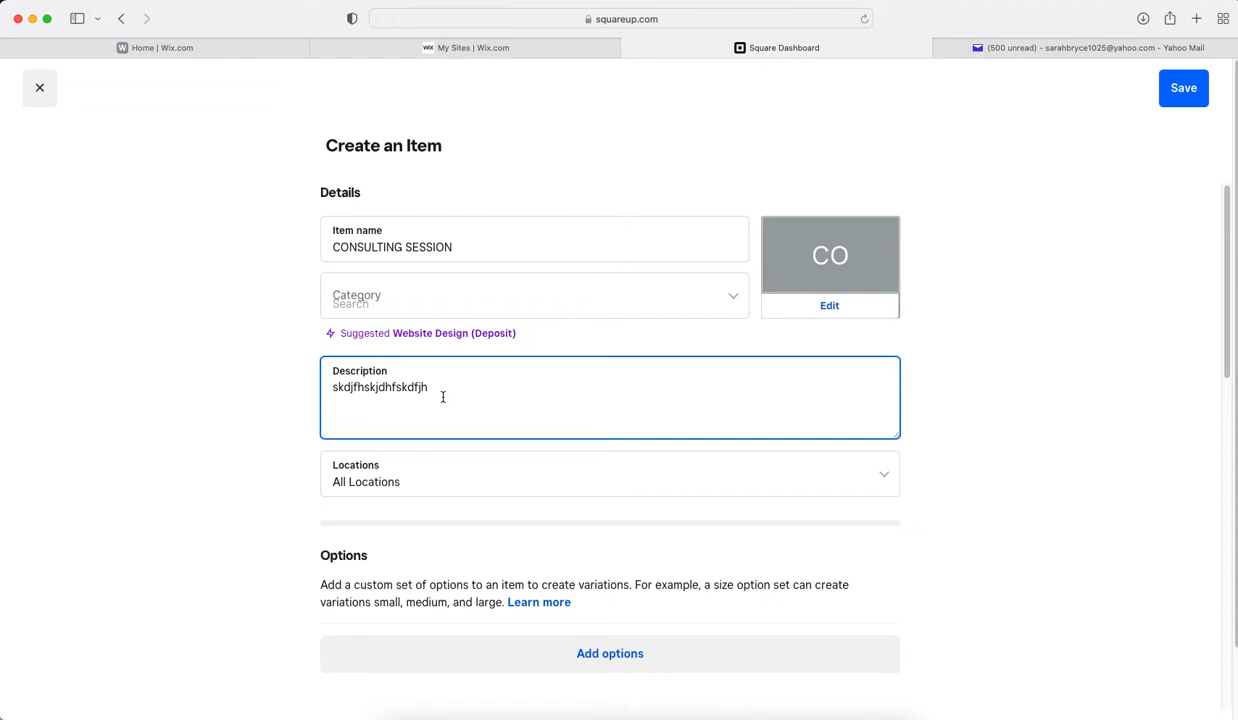 squareup.com
W Home | Wix.com
WIX My Sites | Wix.com
Square Dashboard
(500 unread) - sarahbryce1025@yahoo.com - Yahoo Mail
Save
Create an Item
Details
Item name
CONSULTING SESSION
CO
Category
Search
Edit
Suggested Website Design (Deposit)
Description
skdjfhskjdhfskdfjh
Locations
All Locations
Options
Add a custom set of options to an item to create variations. For example, a size option set can create
variations small, medium, and large. Learn more
Add options